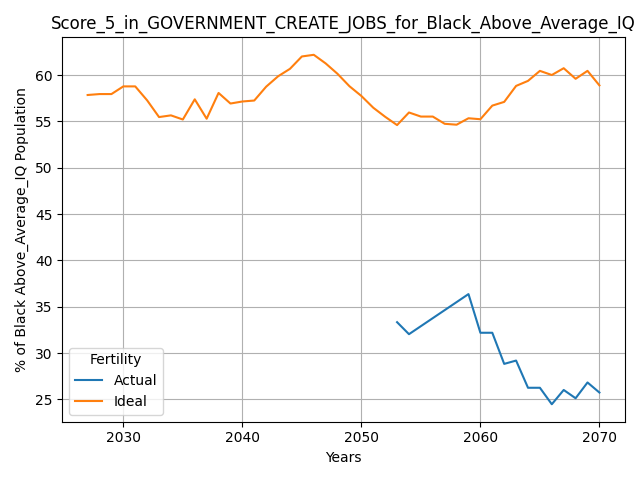 Score_5_in_GOVERNMENT_CREATE_JOBS_for_Black_Above_Average_IQ
% of Black Above_Average_IQ Population
60
55
50
45
40
35
30
25
Fertility
Actual
Ideal
2030 2040 2050 2060 2070
Years